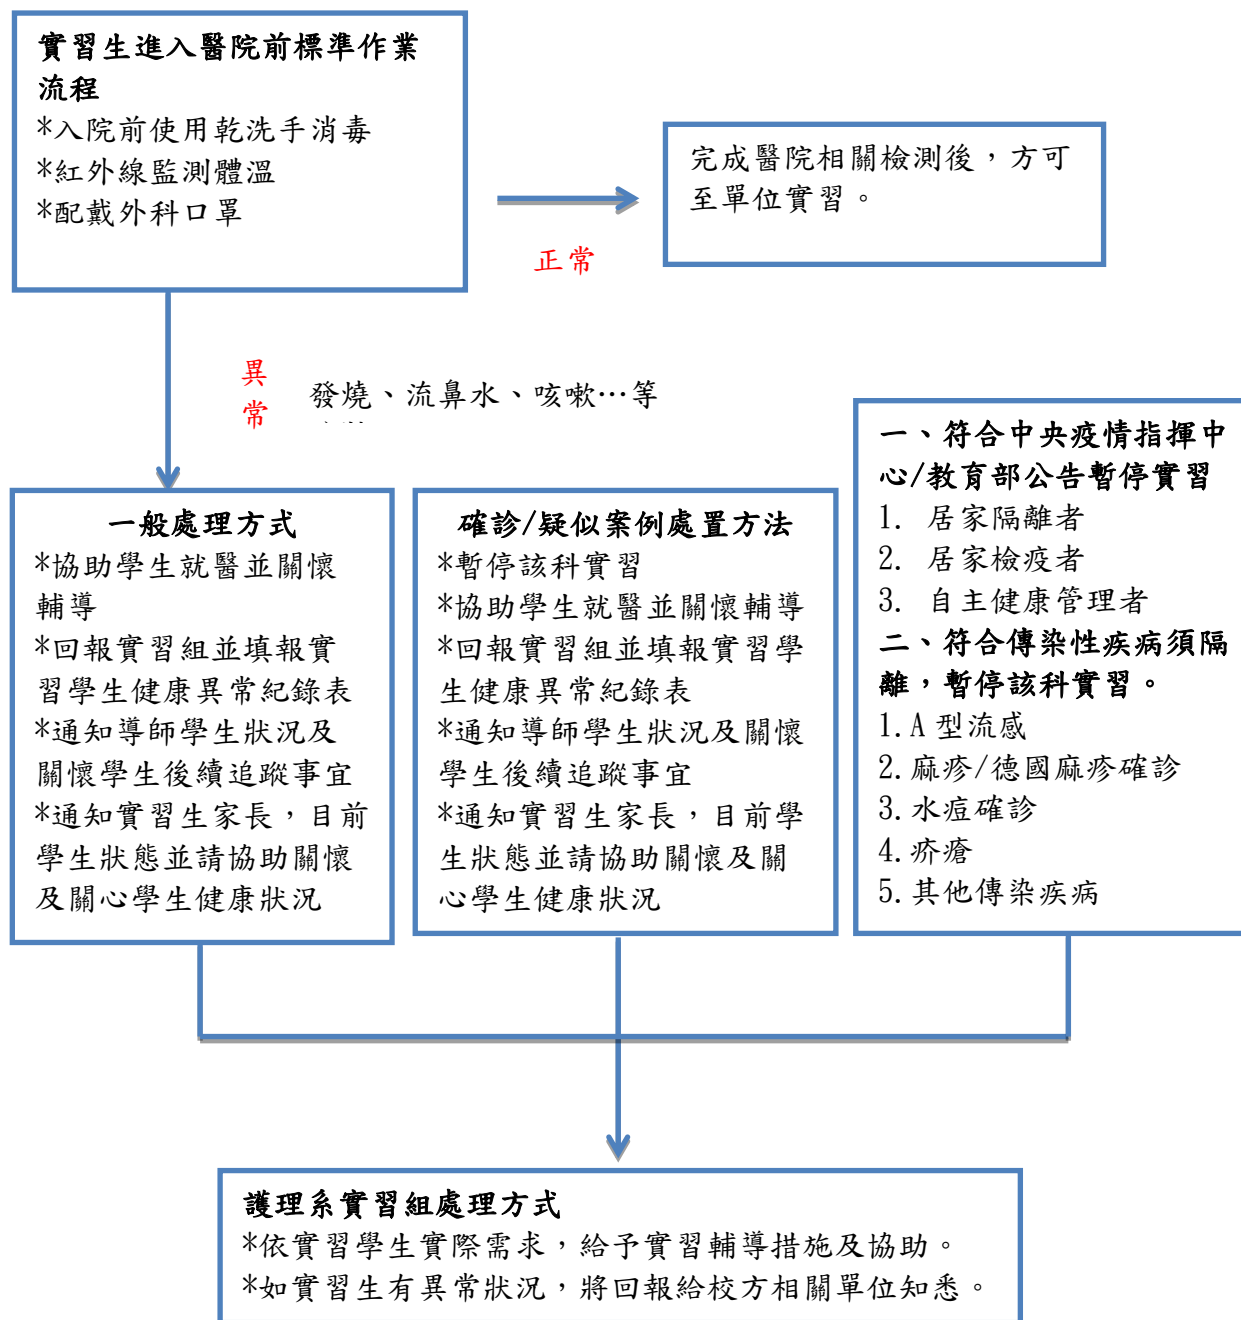 實習生進入醫院前標準作業
流程
*入院前使用乾洗手消毒
*紅外線監測體溫
*配戴外科口罩
完成醫院相關檢測後，方可
至單位實習。
正常
異
常
發燒、流鼻水、咳嗽…等
一般處理方式
*協助學生就醫並關懷
輔導
*回報實習組並填報實
習學生健康異常紀錄表
*通知導師學生狀況及
關懷學生後續追蹤事宜
*通知實習生家長，目前
學生狀態並請協助關懷
及關心學生健康狀況
確診/疑似案例處置方法
*暫停該科實習
*協助學生就醫並關懷輔導
*回報實習組並填報實習學
生健康異常紀錄表
*通知導師學生狀況及關懷
學生後續追蹤事宜
*通知實習生家長，目前學
生狀態並請協助關懷及關
心學生健康狀況
一、符合中央疫情指揮中
心/教育部公告暫停實習
1. 居家隔離者
2. 居家檢疫者
3. 自主健康管理者
二、符合傳染性疾病須隔
離，暫停該科實習。
1.A 型流感
2.麻疹/德國麻疹確診
3.水痘確診
4.疥瘡
5.其他傳染疾病
護理系實習組處理方式
*依實習學生實際需求，給予實習輔導措施及協助。
*如實習生有異常狀況，將回報給校方相關單位知悉。